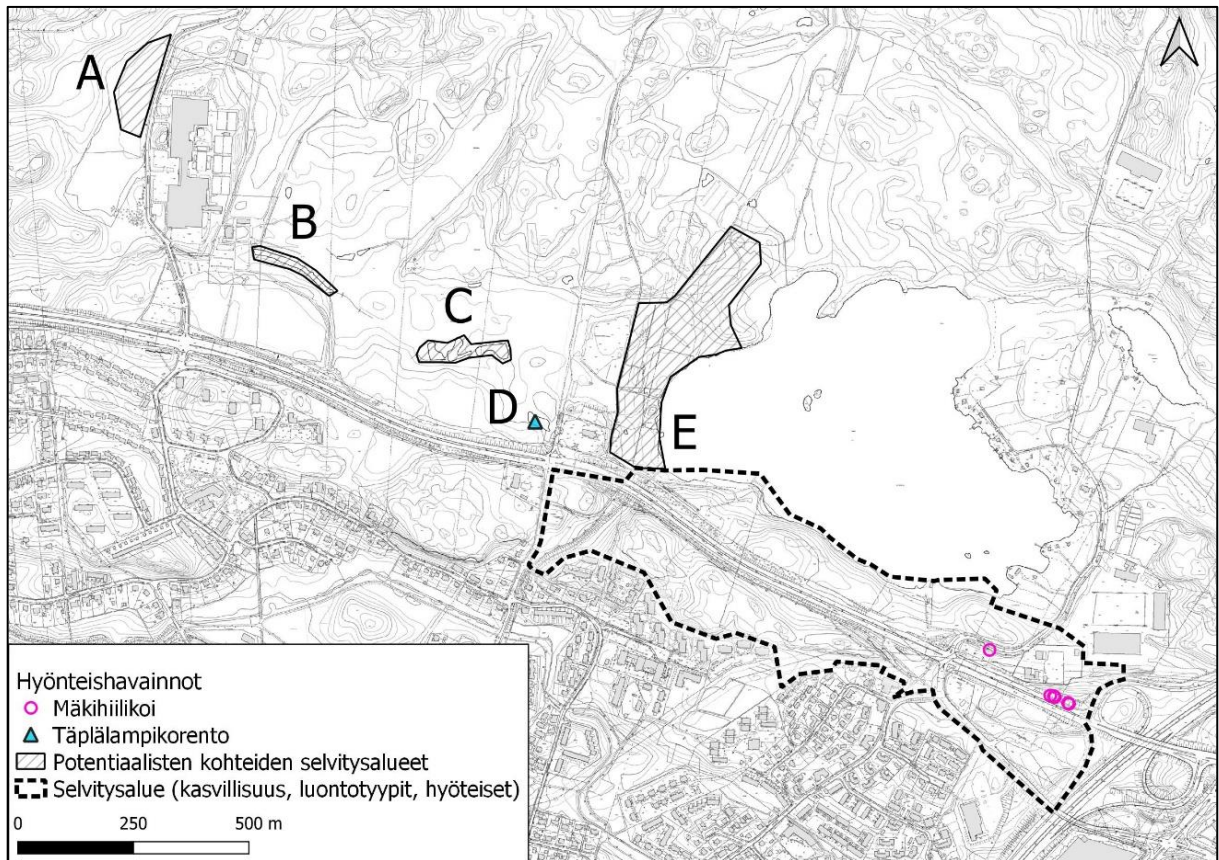 A
B
C
D
E
Hyönteishavainnot
Mäkihiilikoi
Täplälampikorento
Potentiaalisten kohteiden selvitysalueet
Selvitysalue (kasvillisuus, luontotyypit, hyöteiset)
0 250 500 m